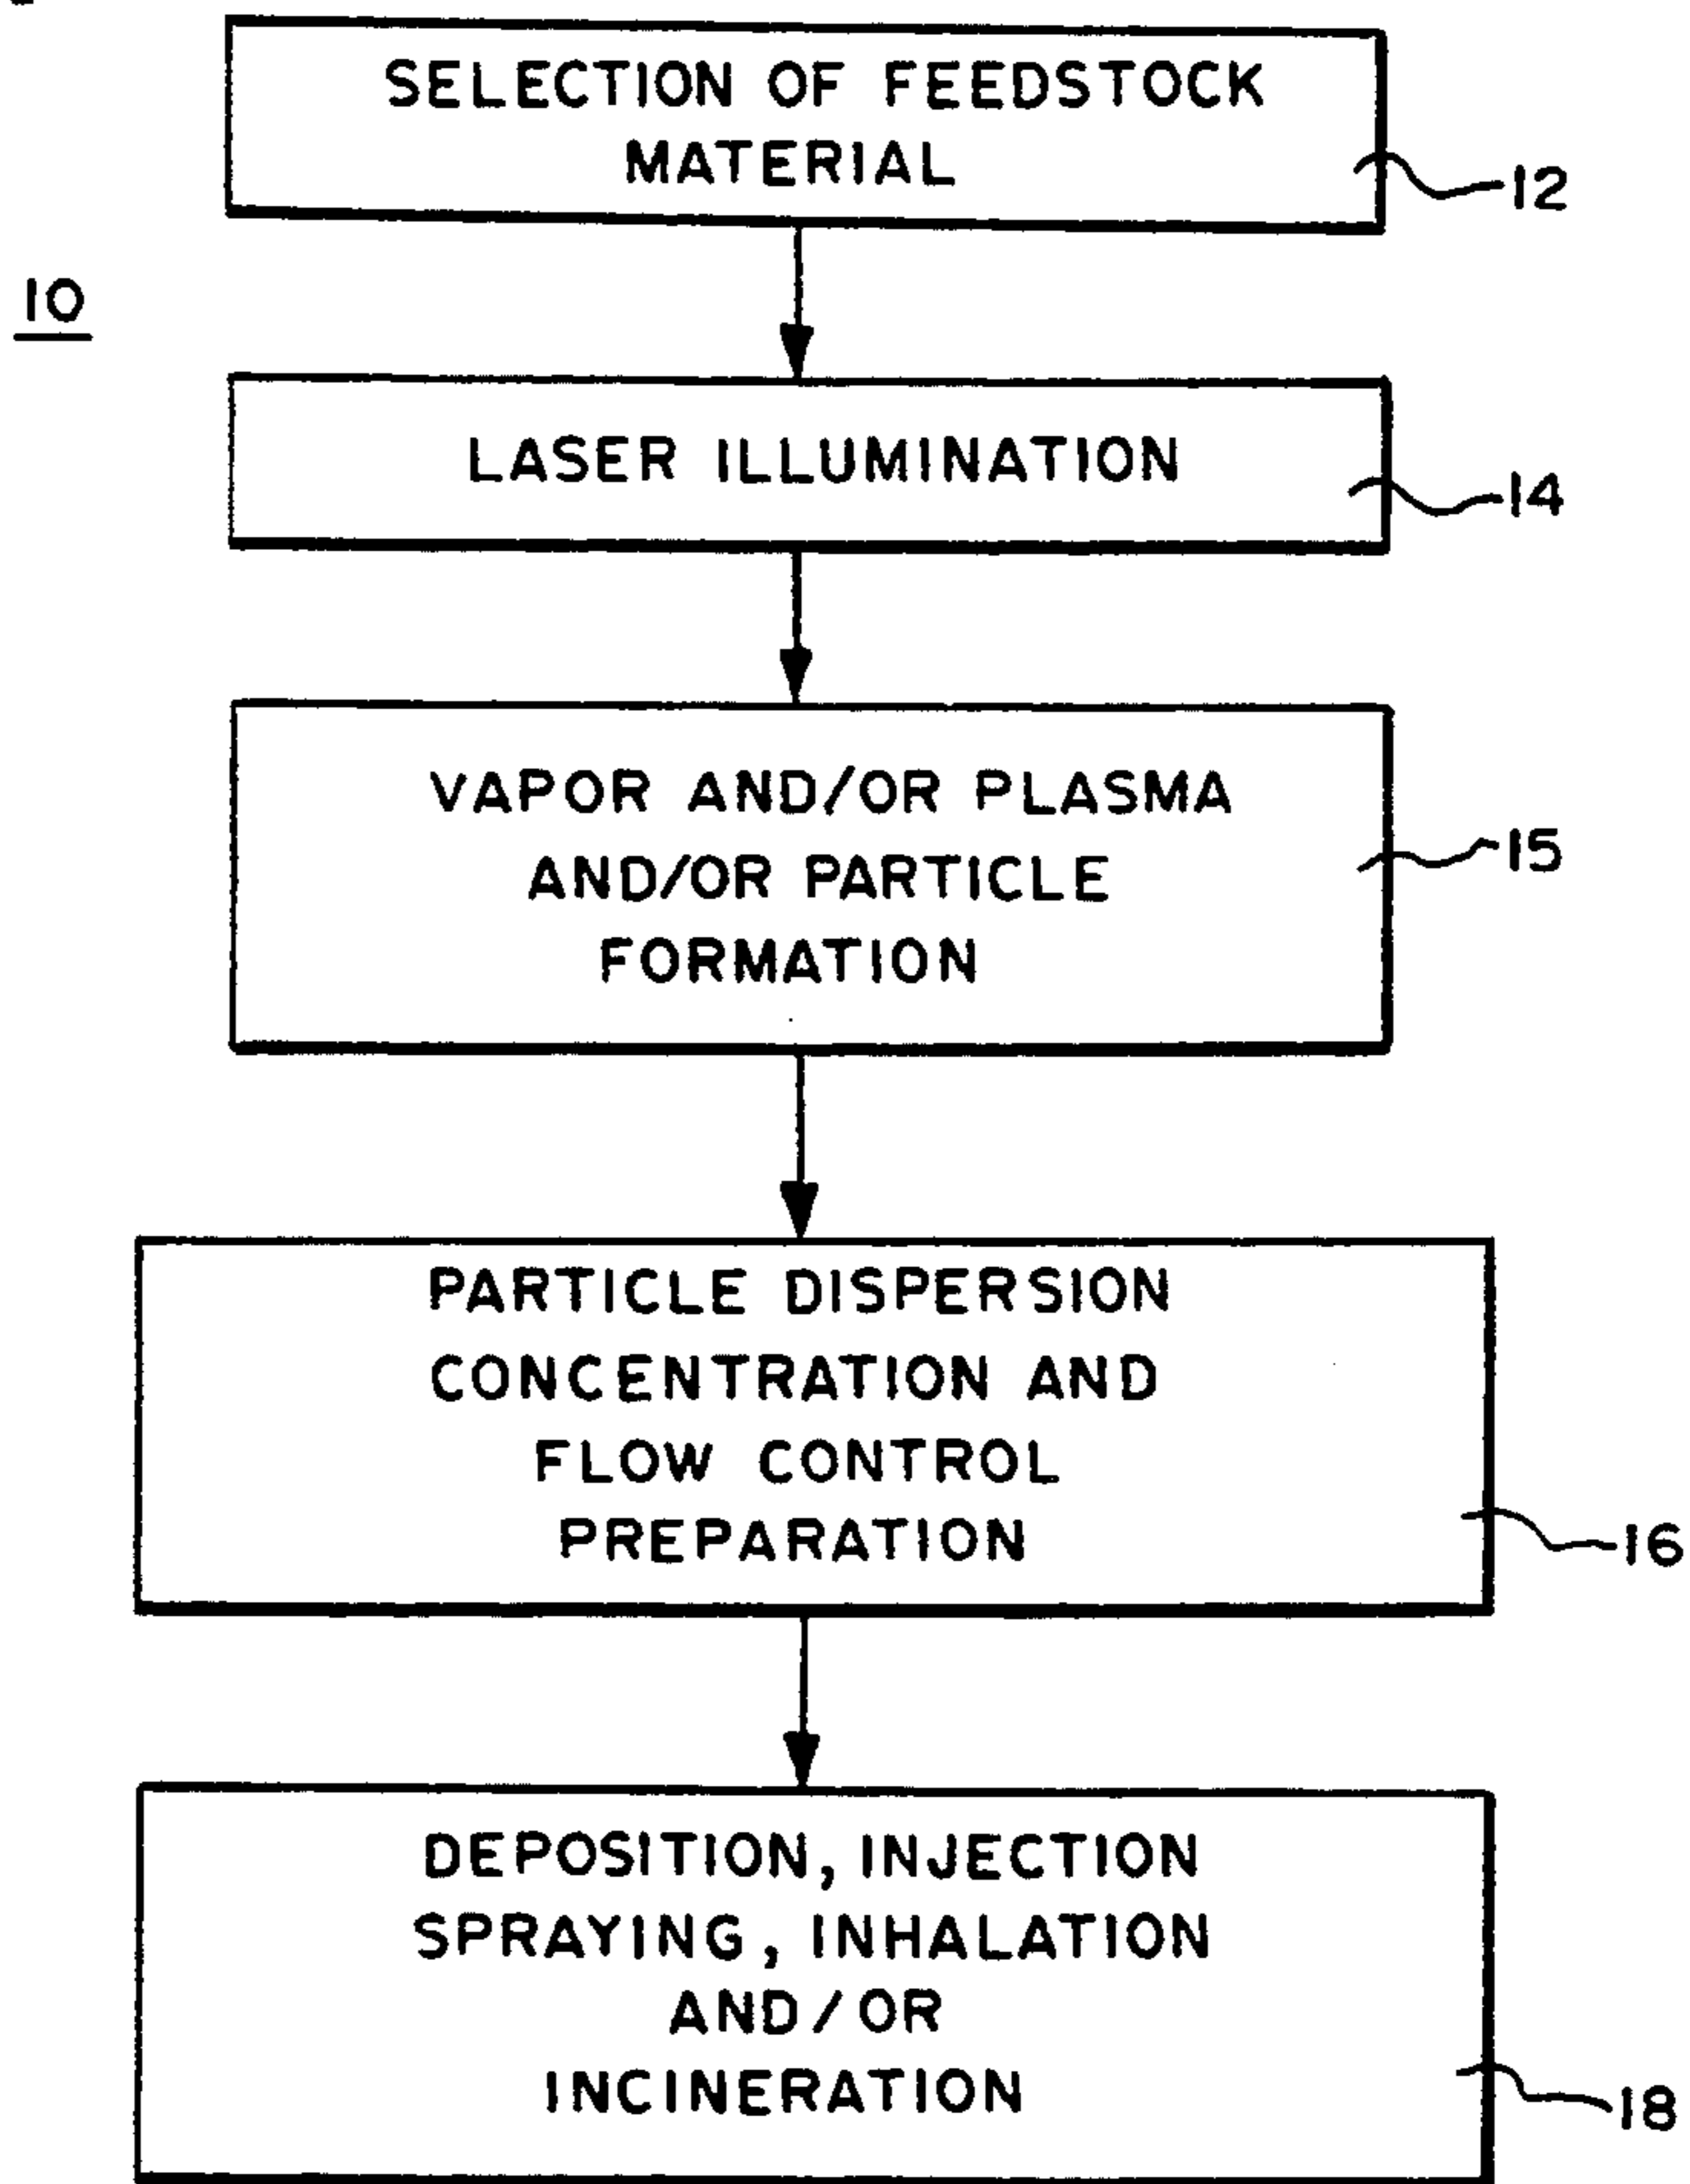 SELECTION OF FEEDSTOCK
MATERIAL
12
10
LASER ILLUMINATION
14
VAPOR AND/OR PLASMA
AND/OR PARTICLE
FORMATION
15
PARTICLE DISPERSION
CONCENTRATION AND
FLOW CONTROL
PREPARATION
16
DEPOSITION, INJECTION
SPRAYING, INHALATION
AND/OR
INCINERATION
18